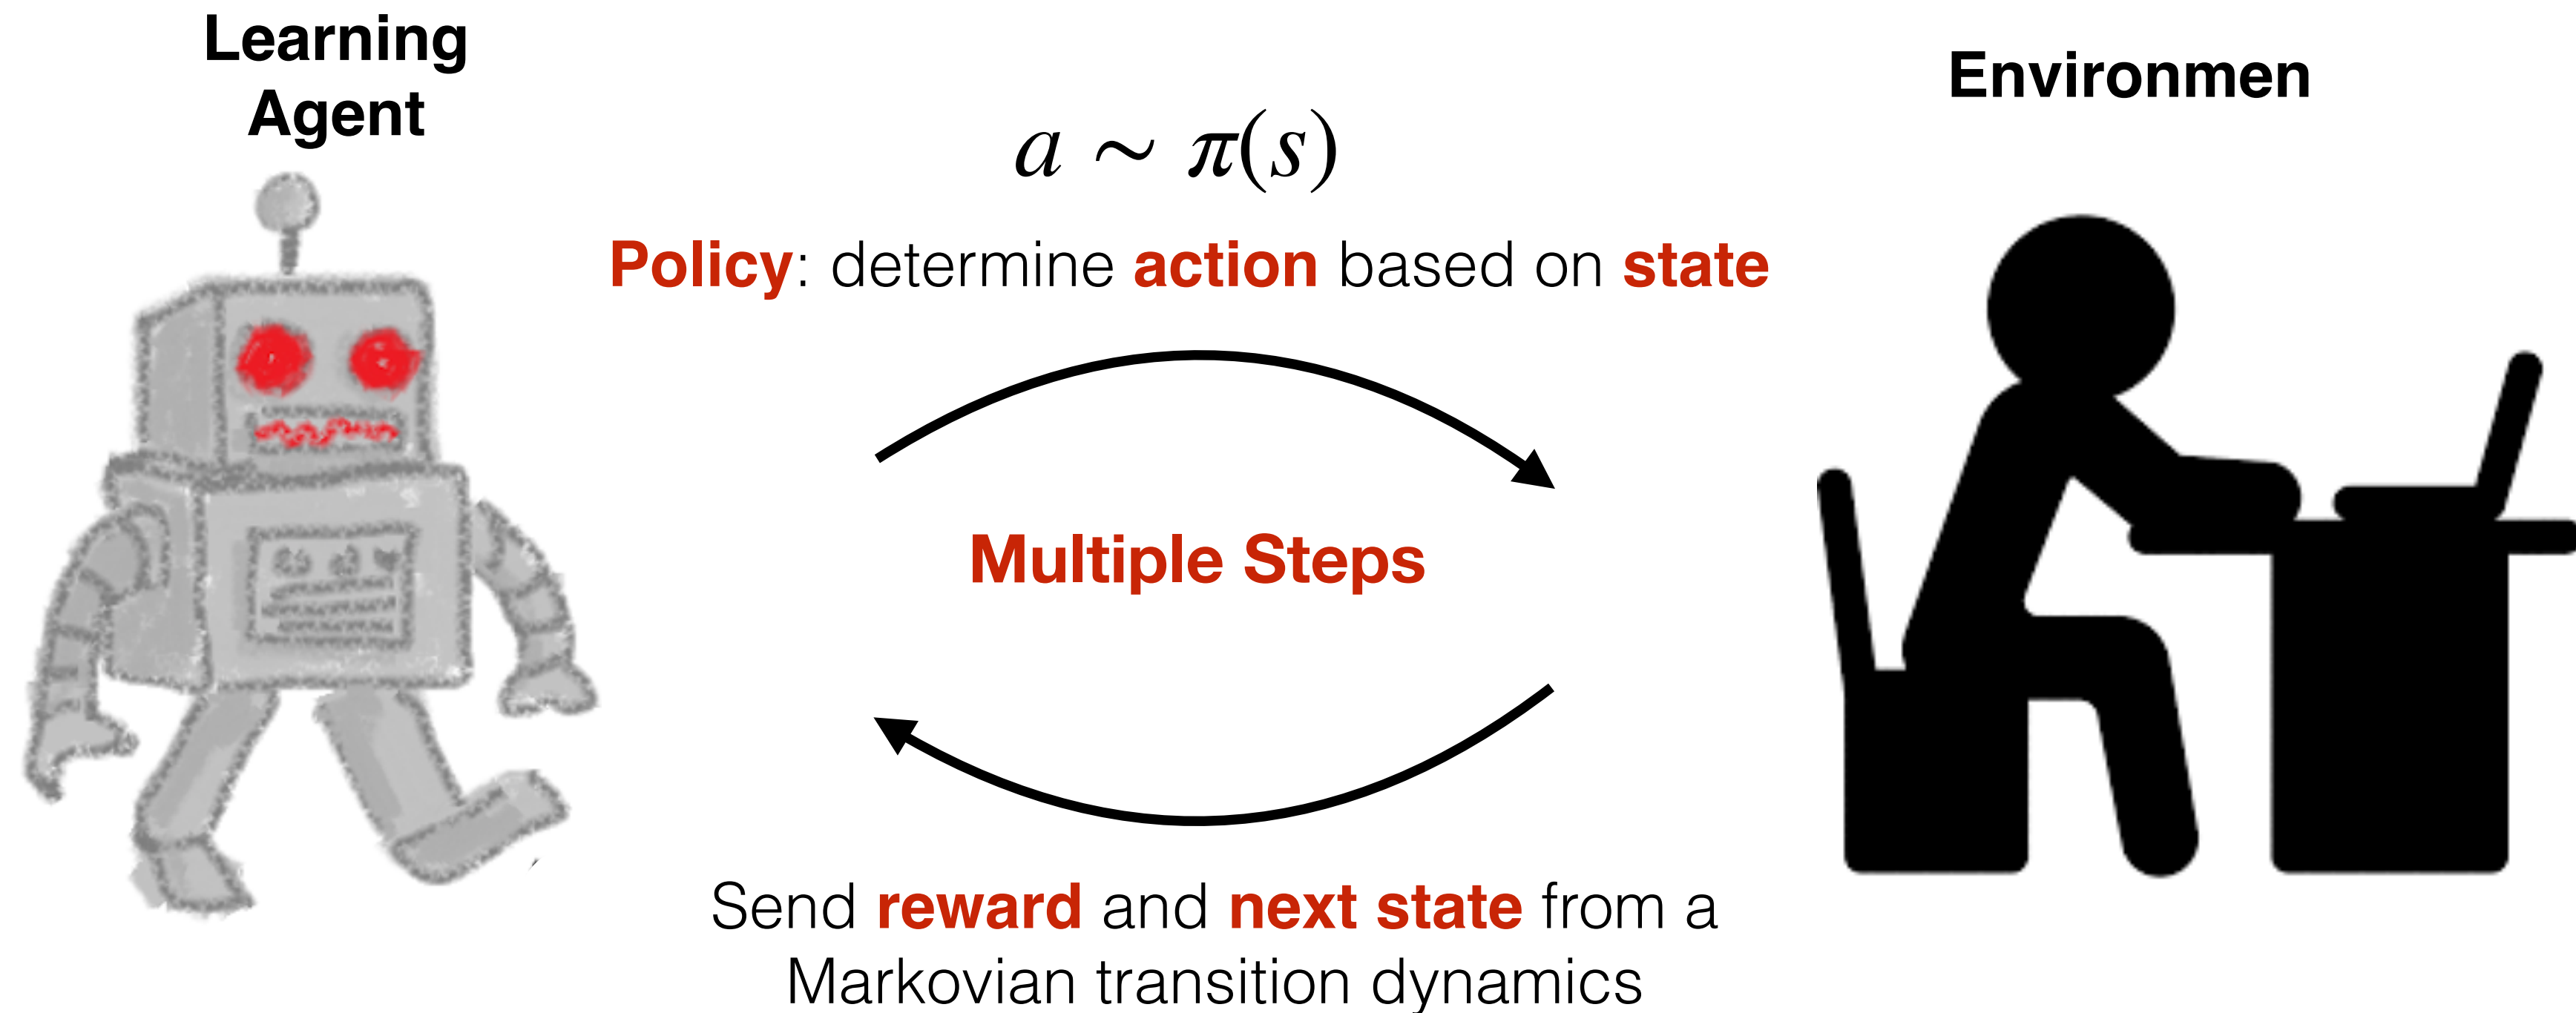 Learning
Agent
Environmen
a ∼ π(s)
Policy: determine action based on state
Multiple Steps
Send reward and next state from a
Markovian transition dynamics